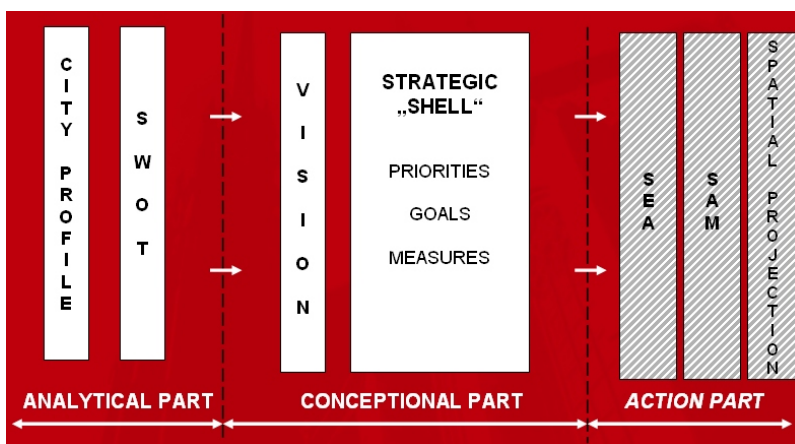 CITY PROFILE
SWOT
VISION
STRATEGIC
„SHELL“
PRIORITIES
GOALS
MEASURES
SEA
SAM
SPATIAL PROJECTION
ANALYTICAL PART
CONCEPTIONAL PART
ACTION PART